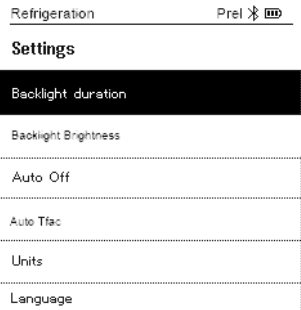 Refrigeration Prel
Settings
Backlight duration
Backlight Brightness
Auto Off
Auto Tfac
Units
Language